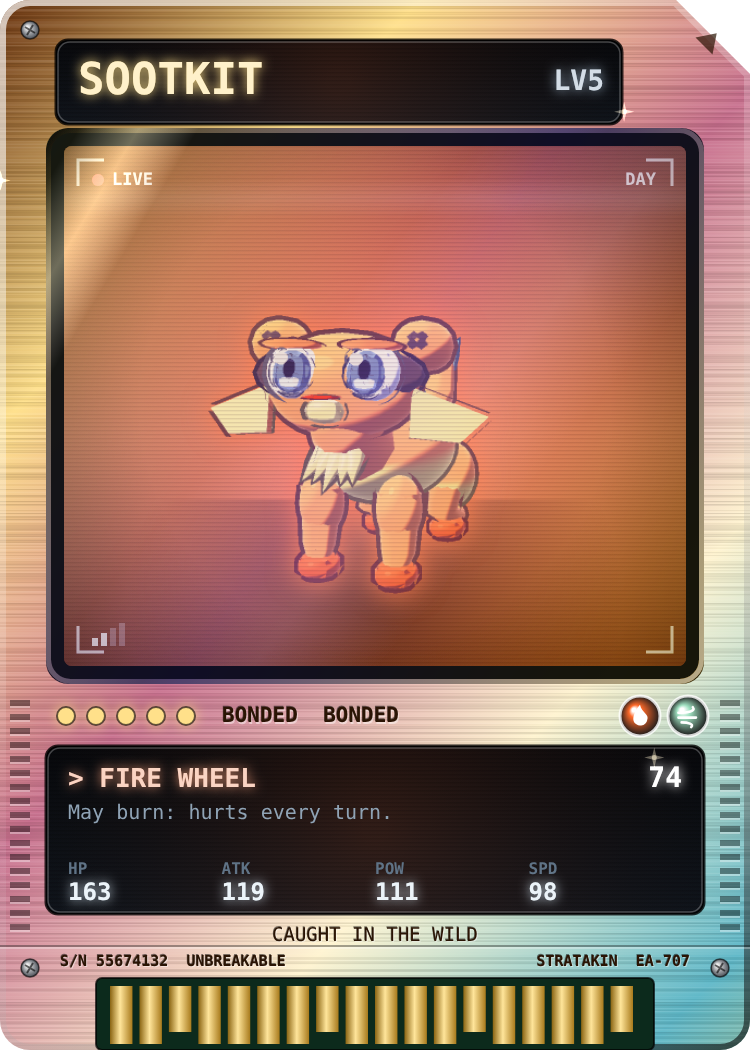 SOOTKIT LV5
LIVE DAY
BONDED BONDED
> FIRE WHEEL 74
May burn: hurts every turn.
HP ATK POW SPD
163 119 111 98
CAUGHT IN THE WILD
S/N 55674132 UNBREAKABLE STRATAKIN EA-707